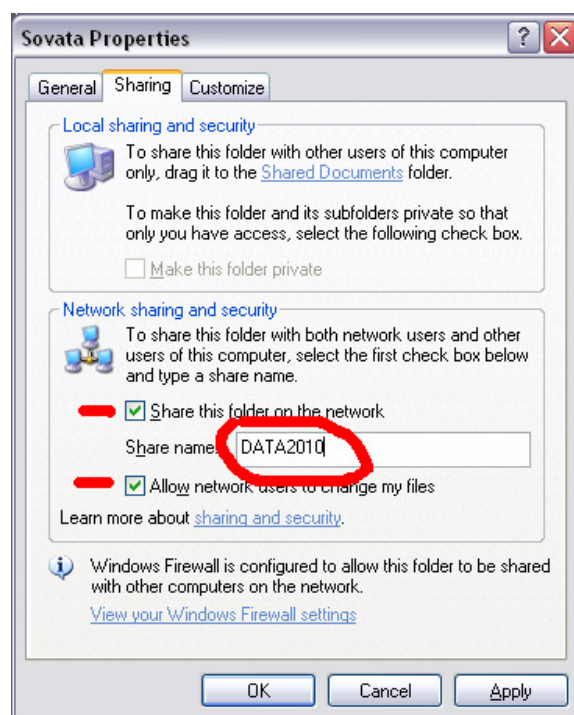 Sovata Properties
General Sharing Customize
Local sharing and security
To share this folder with other users of this computer
only, drag it to the Shared Documents folder.
To make this folder and its subfolders private so that
only you have access, select the following check box.
Make this folder private
Network sharing and security
To share this folder with both network users and other
users of this computer, select the first check box below
and type a share name.
Share this folder on the network
Share name: DATA2010
Allow network users to change my files
Learn more about sharing and security.
Windows Firewall is configured to allow this folder to be shared
with other computers on the network.
View your Windows Firewall settings
OK Cancel Apply